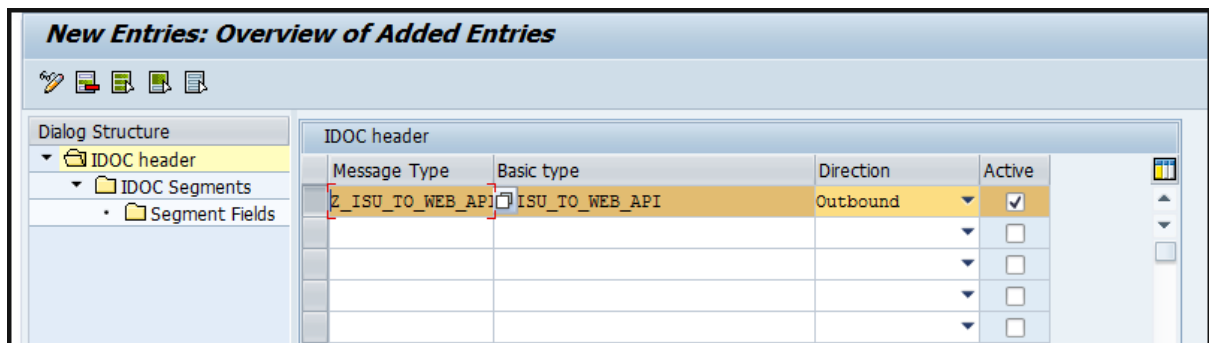 New Entries: Overview of Added Entries
Dialog Structure
IDOC header
IDOC Segments
Segment Fields
IDOC header
Message Type Basic type Direction Active
Z_ISU_TO_WEB_API ISU_TO_WEB_API Outbound